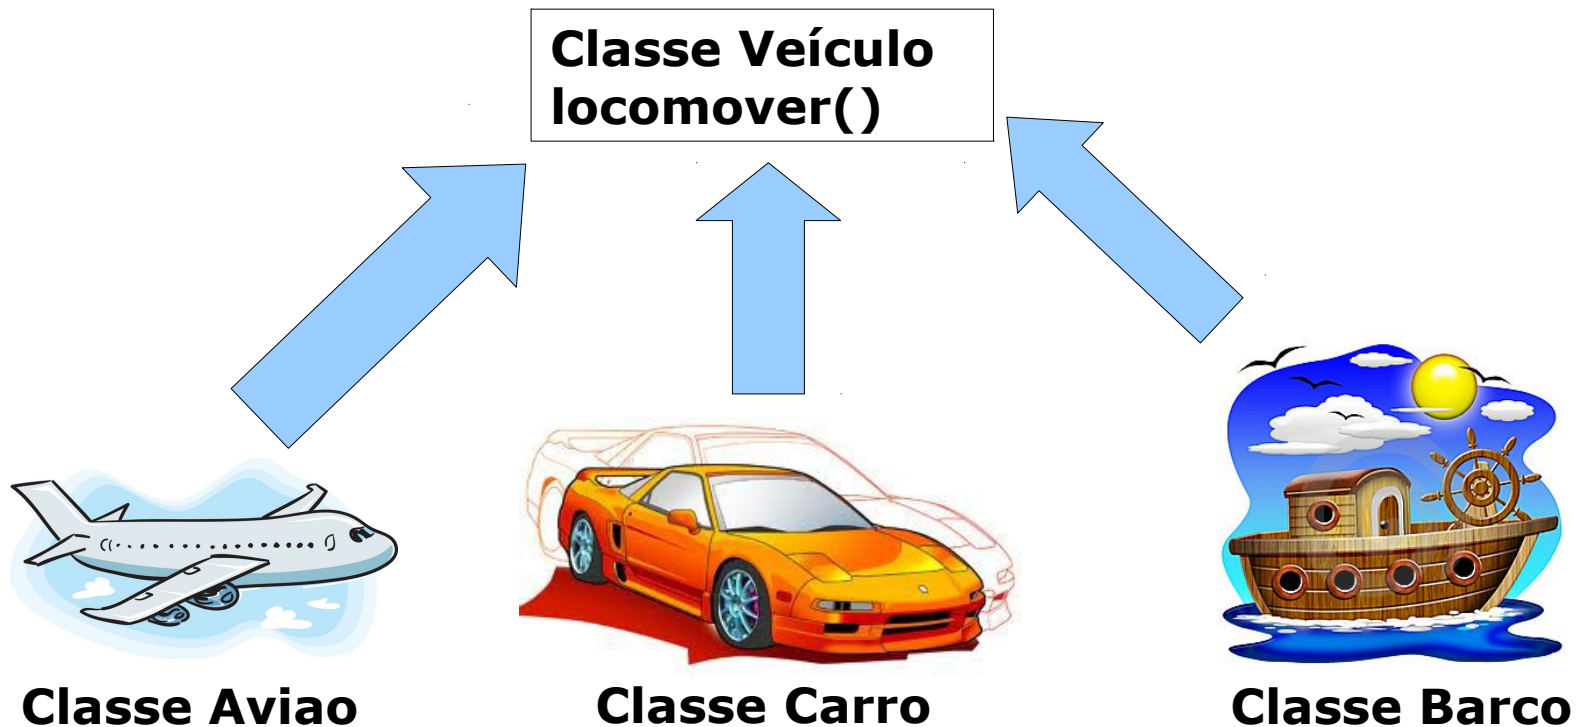 Classe Veículo
locomover()
Classe Aviao
Classe Carro
Classe Barco